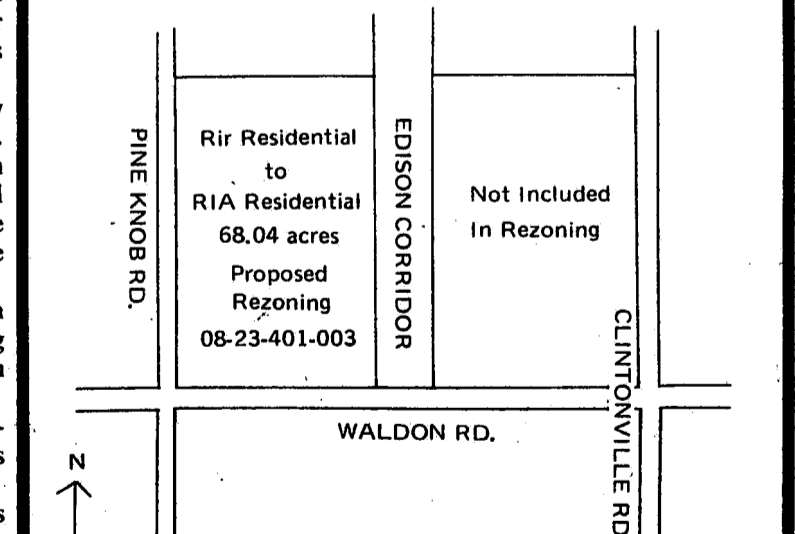 PINE KNOB RD.
Rir Residential
to
RIA Residential
68.04 acres
Proposed
Rezoning
08-23-401-003
EDISON CORRIDOR
Not Included
In Rezoning
CLINTONVILLE RD
WALDON RD.
N